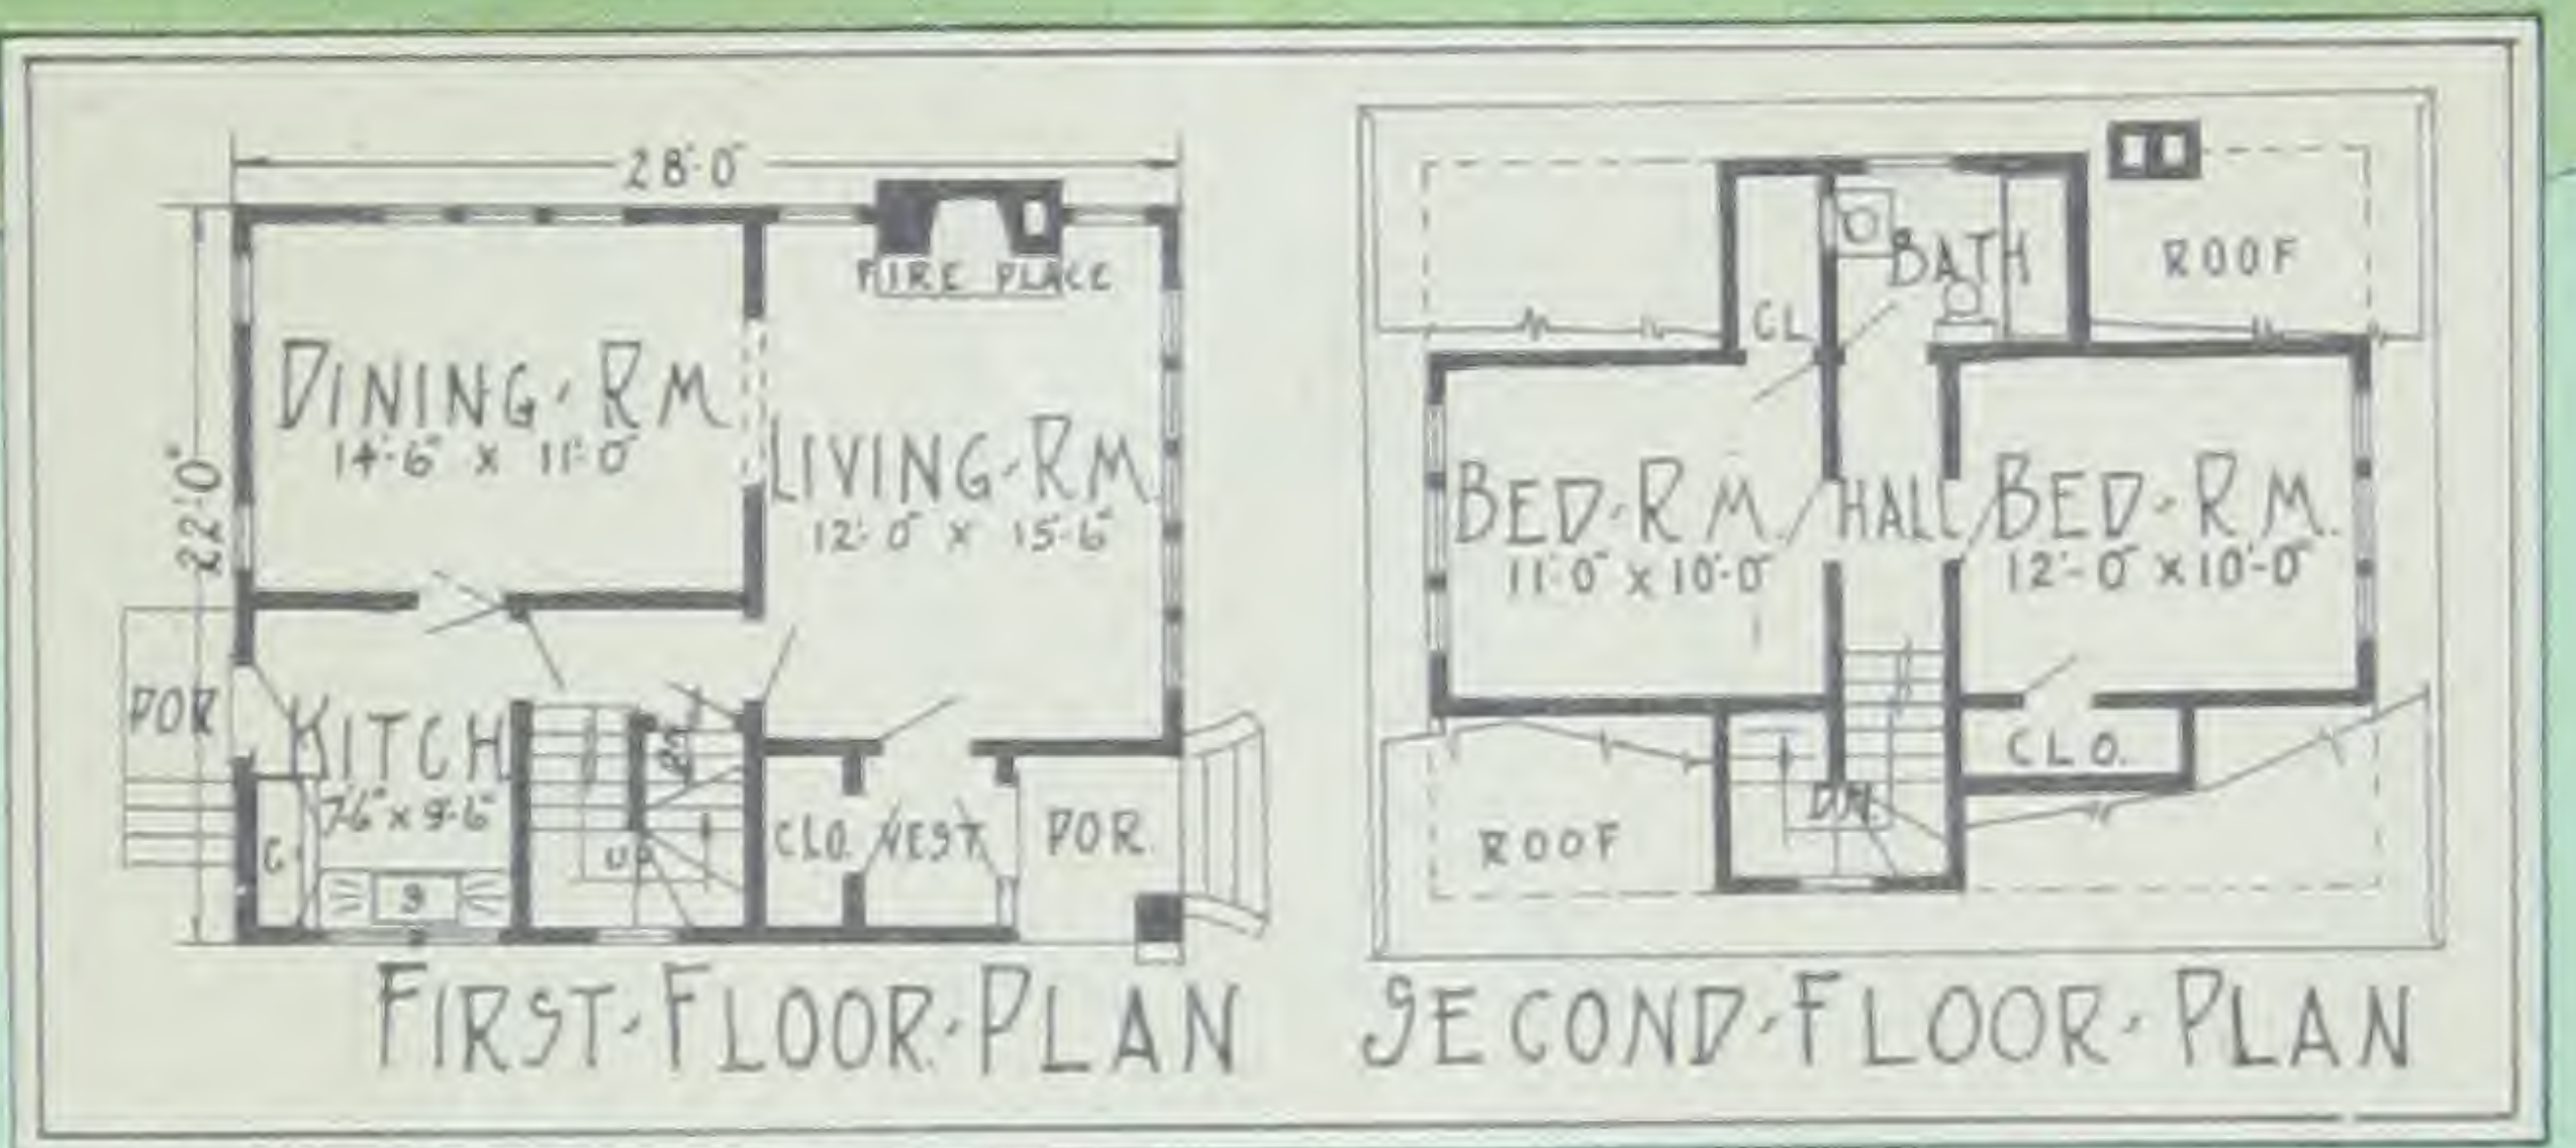 28'-0"
FIRE PLACE
DINING-RM
14'-6" x 11'-0"
LIVING-RM.
12'-0" x 15'-6"
22'-0"
POR
KITCH
7'-6" x 9'-6"
C.
S
UP
CLO.
VEST.
POR.
FIRST-FLOOR-PLAN
BATH
ROOF
CL
BED-RM.
11'-0" x 10'-0"
HALL
BED-RM.
12'-0" x 10'-0"
CLO.
DN.
ROOF
SECOND-FLOOR-PLAN